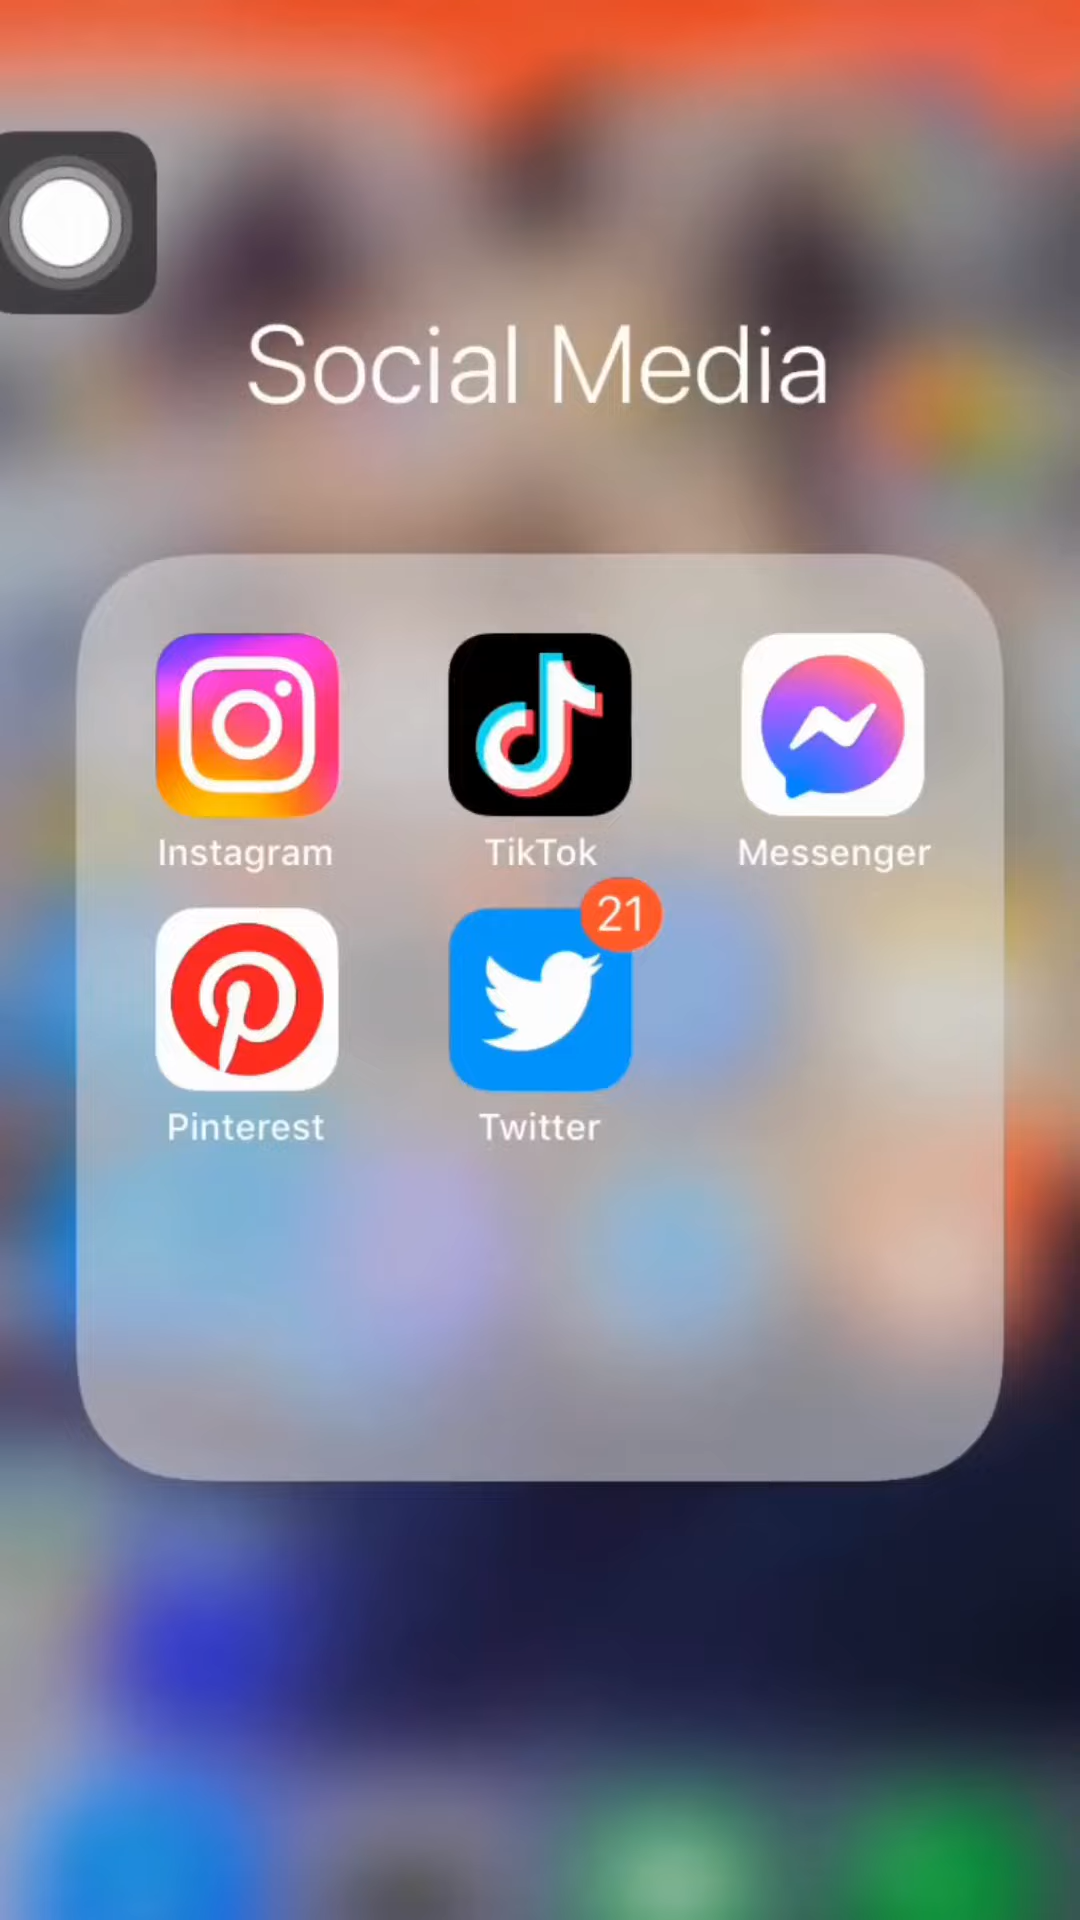 Social Media
Instagram
TikTok
Messenger
21
Pinterest
Twitter